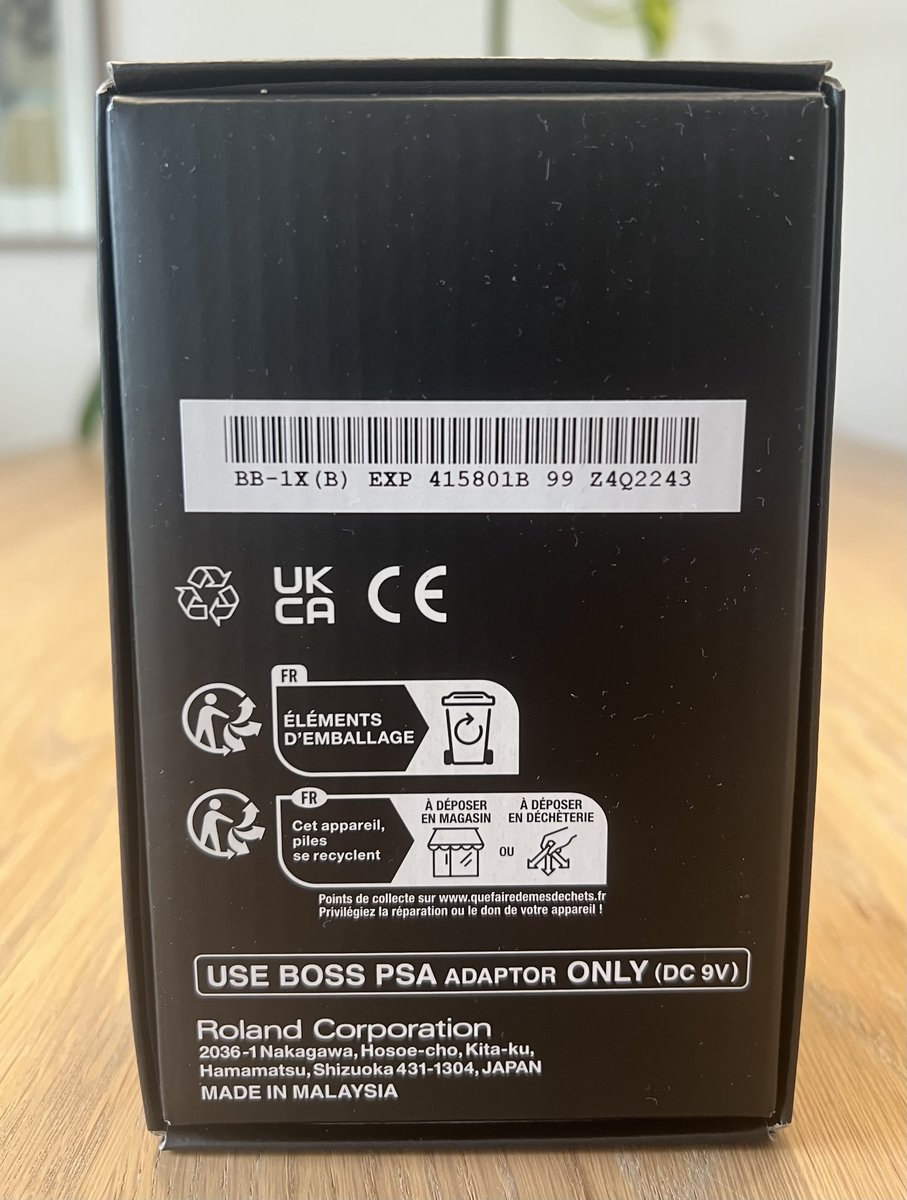 BB-1X(B) EXP 415801B 99 Z4Q2243
UK
CA
CE
FR
ÉLÉMENTS
D'EMBALLAGE
FR
Cet appareil,
piles
se recyclent
À DÉPOSER
EN MAGASIN
OU
À DÉPOSER
EN DÉCHÈTERIE
Points de collecte sur www.quefairedemesdechets.fr
Privilégiez la réparation ou le don de votre appareil !
USE BOSS PSA ADAPTOR ONLY (DC 9V)
Roland Corporation
2036-1 Nakagawa, Hosoe-cho, Kita-ku,
Hamamatsu, Shizuoka 431-1304, JAPAN
MADE IN MALAYSIA